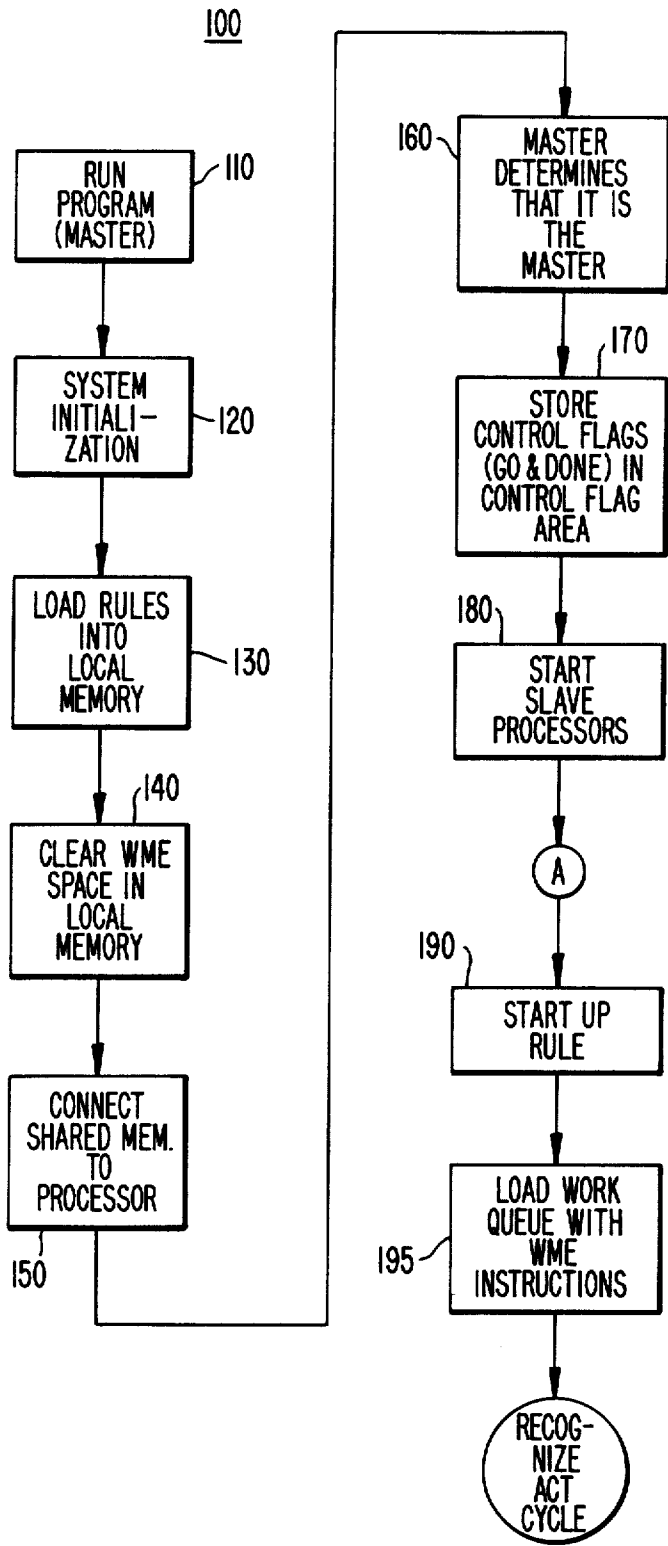 100
RUN
PROGRAM
(MASTER)
110
SYSTEM
INITIALI-
ZATION
120
LOAD RULES
INTO
LOCAL
MEMORY
130
140
CLEAR WME
SPACE IN
LOCAL
MEMORY
CONNECT
SHARED MEM.
TO
PROCESSOR
150
160
MASTER
DETERMINES
THAT IT IS
THE
MASTER
170
STORE
CONTROL FLAGS
(GO & DONE) IN
CONTROL FLAG
AREA
180
START
SLAVE
PROCESSORS
A
190
START UP
RULE
LOAD WORK
QUEUE WITH
WME
INSTRUCTIONS
195
RECOG-
NIZE
ACT
CYCLE